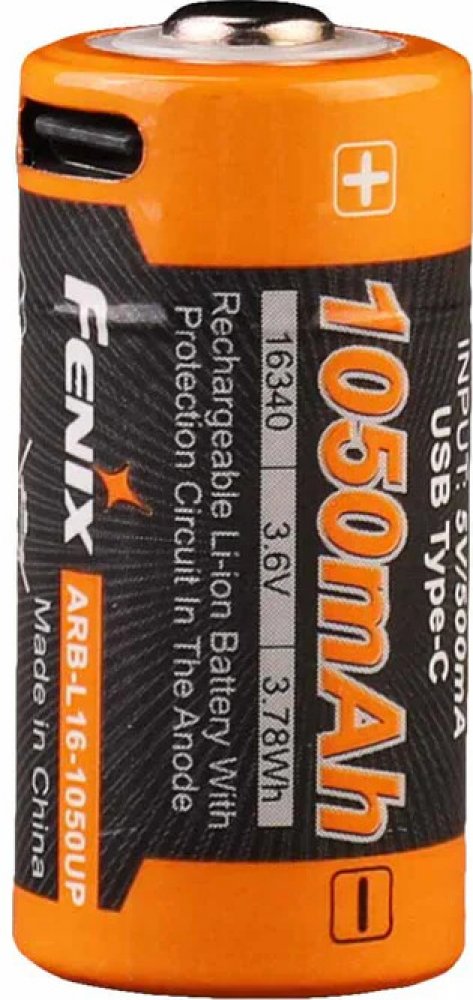 INPUT: 5V/500mA
USB Type-C
1050mAh
16340 3.6V 3.78Wh
Rechargeable Li-ion Battery With
Protection Circuit In The Anode
FENIX ARB-L16-1050UP
Made in China